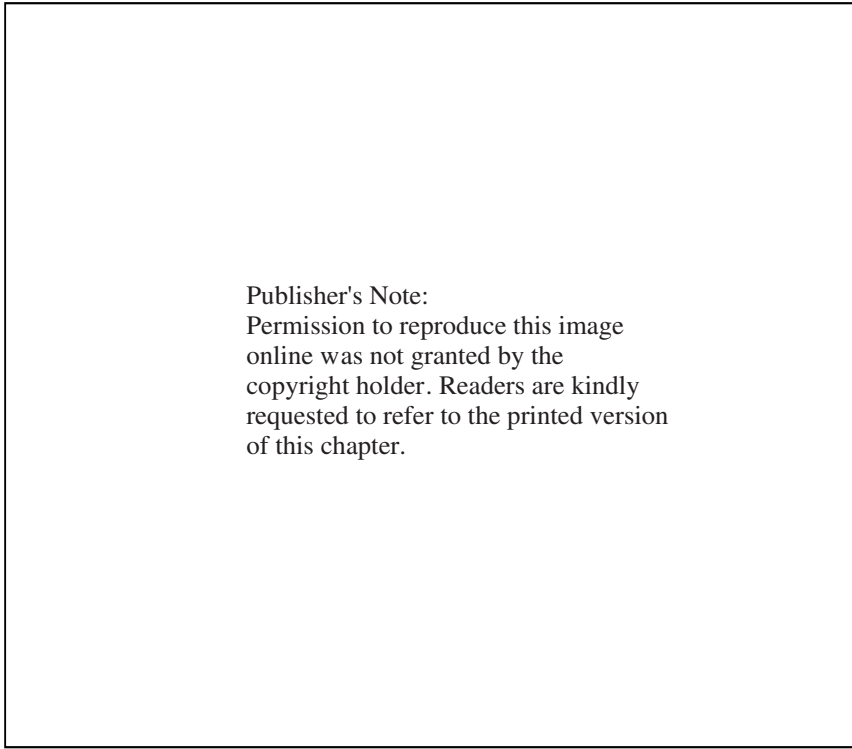 Publisher's Note:
Permission to reproduce this image
online was not granted by the
copyright holder. Readers are kindly
requested to refer to the printed version
of this chapter.